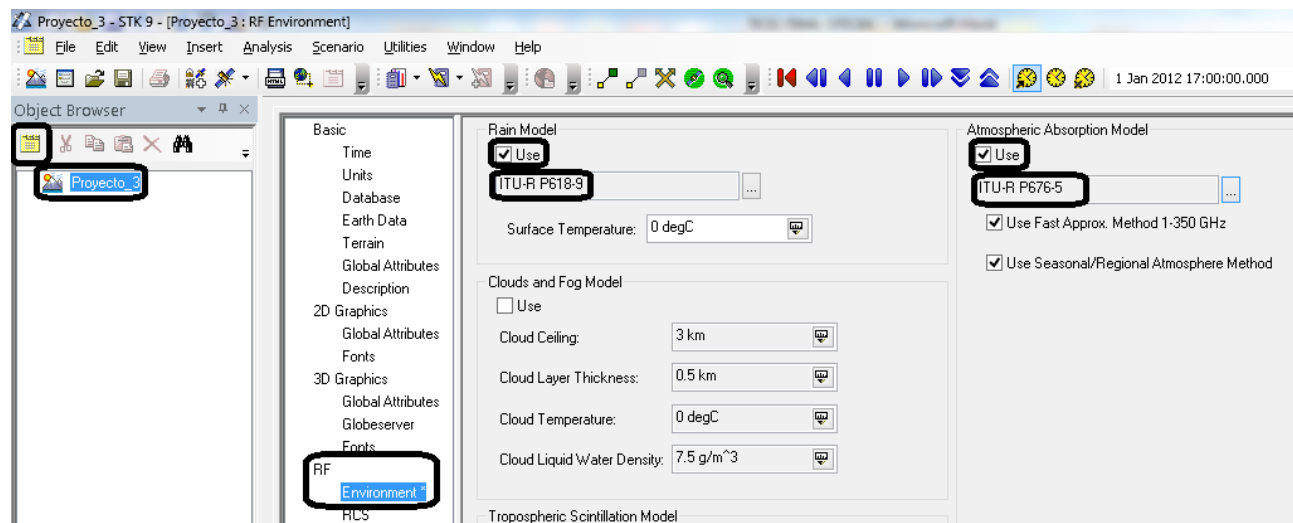 Proyecto_3 - STK 9 - [Proyecto_3 : RF Environment]
File Edit View Insert Analysis Scenario Utilities Window Help
1 Jan 2012 17:00:00.000
Object Browser
Proyecto_3
Basic
Time
Units
Database
Earth Data
Terrain
Global Attributes
Description
2D Graphics
Global Attributes
Fonts
3D Graphics
Global Attributes
Globeserver
Fonts
RF
Environment *
RCS
Rain Model
Use
ITU-R P618-9
...
Surface Temperature: 0 degC
Clouds and Fog Model
Use
Cloud Ceiling: 3 km
Cloud Layer Thickness: 0.5 km
Cloud Temperature: 0 degC
Cloud Liquid Water Density: 7.5 g/m^3
Tropospheric Scintillation Model
Atmospheric Absorption Model
Use
ITU-R P676-5
...
Use Fast Approx. Method 1-350 GHz
Use Seasonal/Regional Atmosphere Method